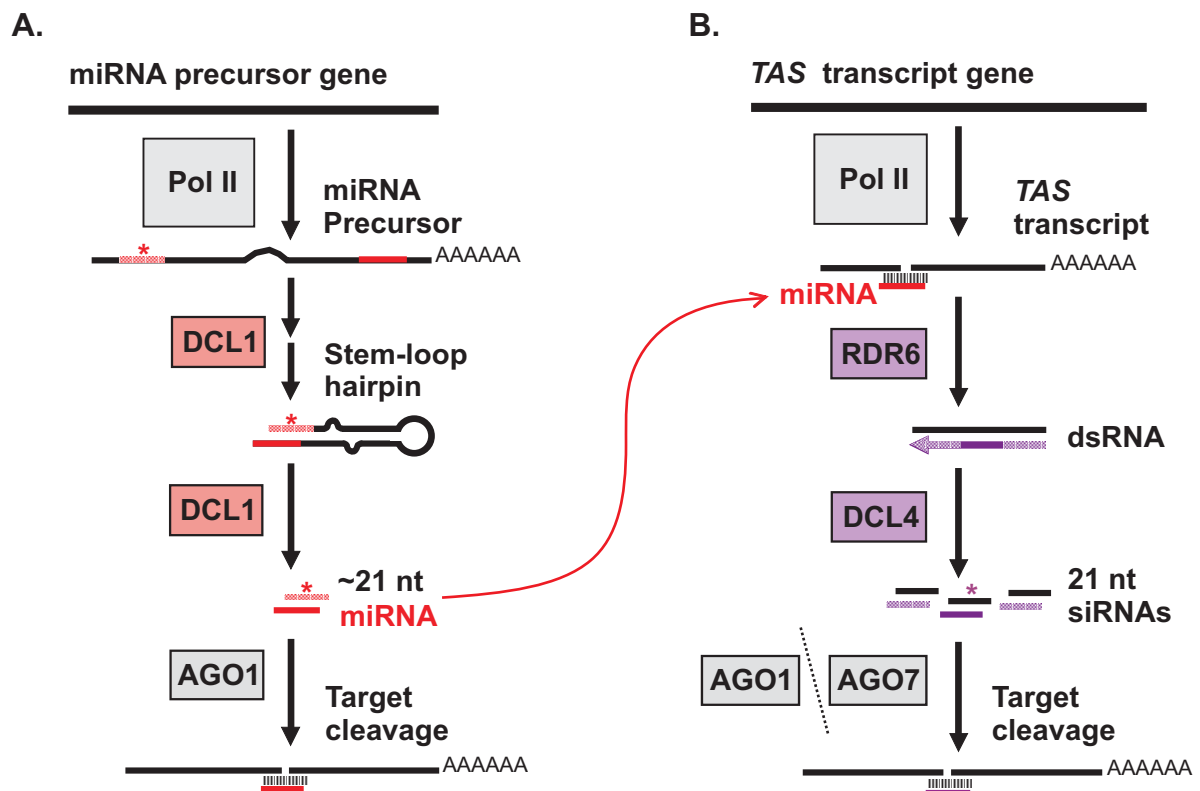 A.
miRNA precursor gene
Pol II
miRNA
Precursor
*
AAAAAA
DCL1
Stem-loop
hairpin
*
DCL1
*
~21 nt
miRNA
AGO1
Target
cleavage
AAAAAA
B.
TAS transcript gene
Pol II
TAS
transcript
AAAAAA
miRNA
RDR6
dsRNA
DCL4
*
21 nt
siRNAs
AGO1
AGO7
Target
cleavage
AAAAAA